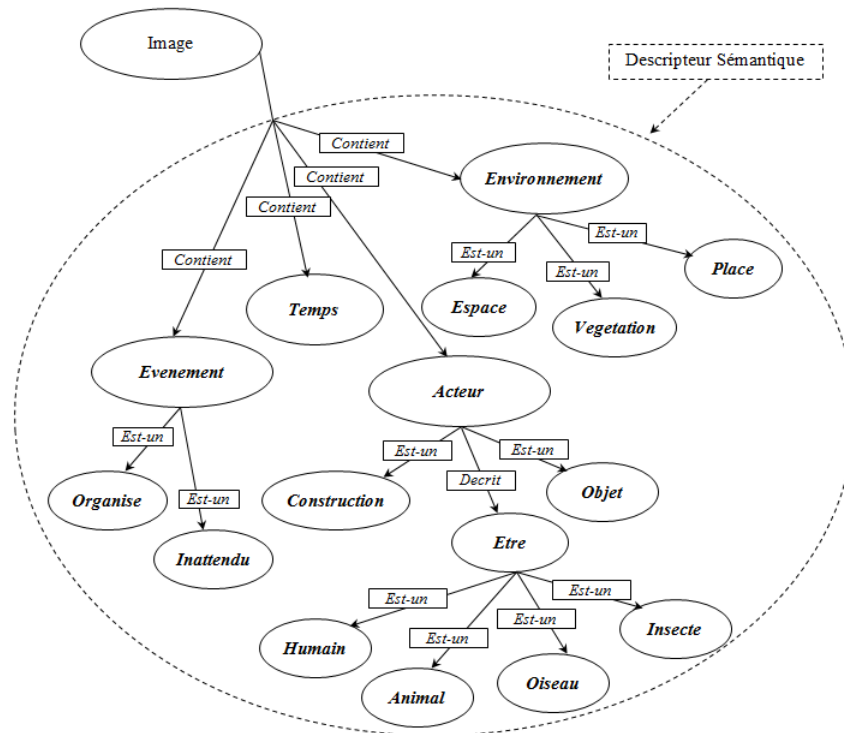 Image
Descripteur Sémantique
Contient
Contient
Contient
Contient
Environnement
Est-un
Est-un
Est-un
Place
Espace
Vegetation
Temps
Evenement
Acteur
Est-un
Est-un
Organise
Inattendu
Est-un
Decrit
Est-un
Construction
Objet
Etre
Est-un
Est-un
Est-un
Est-un
Humain
Animal
Oiseau
Insecte